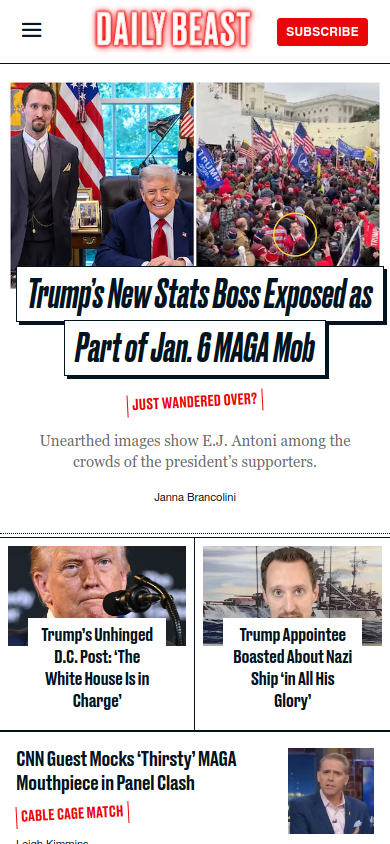 DAILY BEAST
SUBSCRIBE
TRUMP
Trump's New Stats Boss Exposed as
Part of Jan. 6 MAGA Mob
JUST WANDERED OVER?
Unearthed images show E.J. Antoni among the
crowds of the president's supporters.
Janna Brancolini
Trump's Unhinged
D.C. Post: ‘The
White House Is in
Charge’
Trump Appointee
Boasted About Nazi
Ship ‘in All His
Glory’
CNN Guest Mocks ‘Thirsty’ MAGA
Mouthpiece in Panel Clash
CABLE CAGE MATCH
Leigh Kimmins